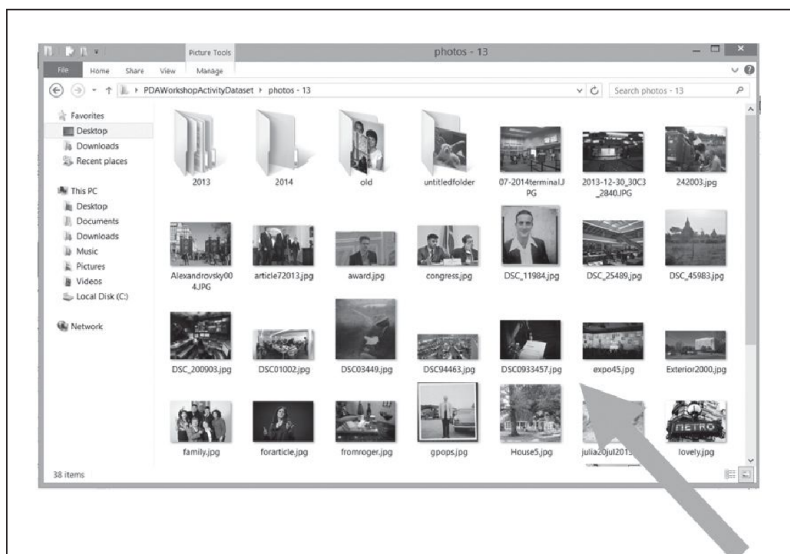 Picture Tools
photos - 13
File Home Share View Manage
PDAWorkshopActivityDataset photos - 13
Search photos - 13
Favorites
Desktop
Downloads
Recent places
This PC
Desktop
Documents
Downloads
Music
Pictures
Videos
Local Disk (C:)
Network
2013
2014
old
untitledfolder
07-2014terminal.J
PG
2013-12-30_30C3
_2840.JPG
242003.jpg
Alexandrovsky00
4.JPG
article72013.jpg
award.jpg
congress.jpg
DSC_11984.jpg
DSC_25489.jpg
DSC_45983.jpg
DSC_200903.jpg
DSC01002.jpg
DSC03449.jpg
DSC94463.jpg
DSC0933457.jpg
expo45.jpg
Exterior2000.jpg
METRO
family.jpg
forarticle.jpg
fromroger.jpg
gpops.jpg
House5.jpg
lovely.jpg
38 items